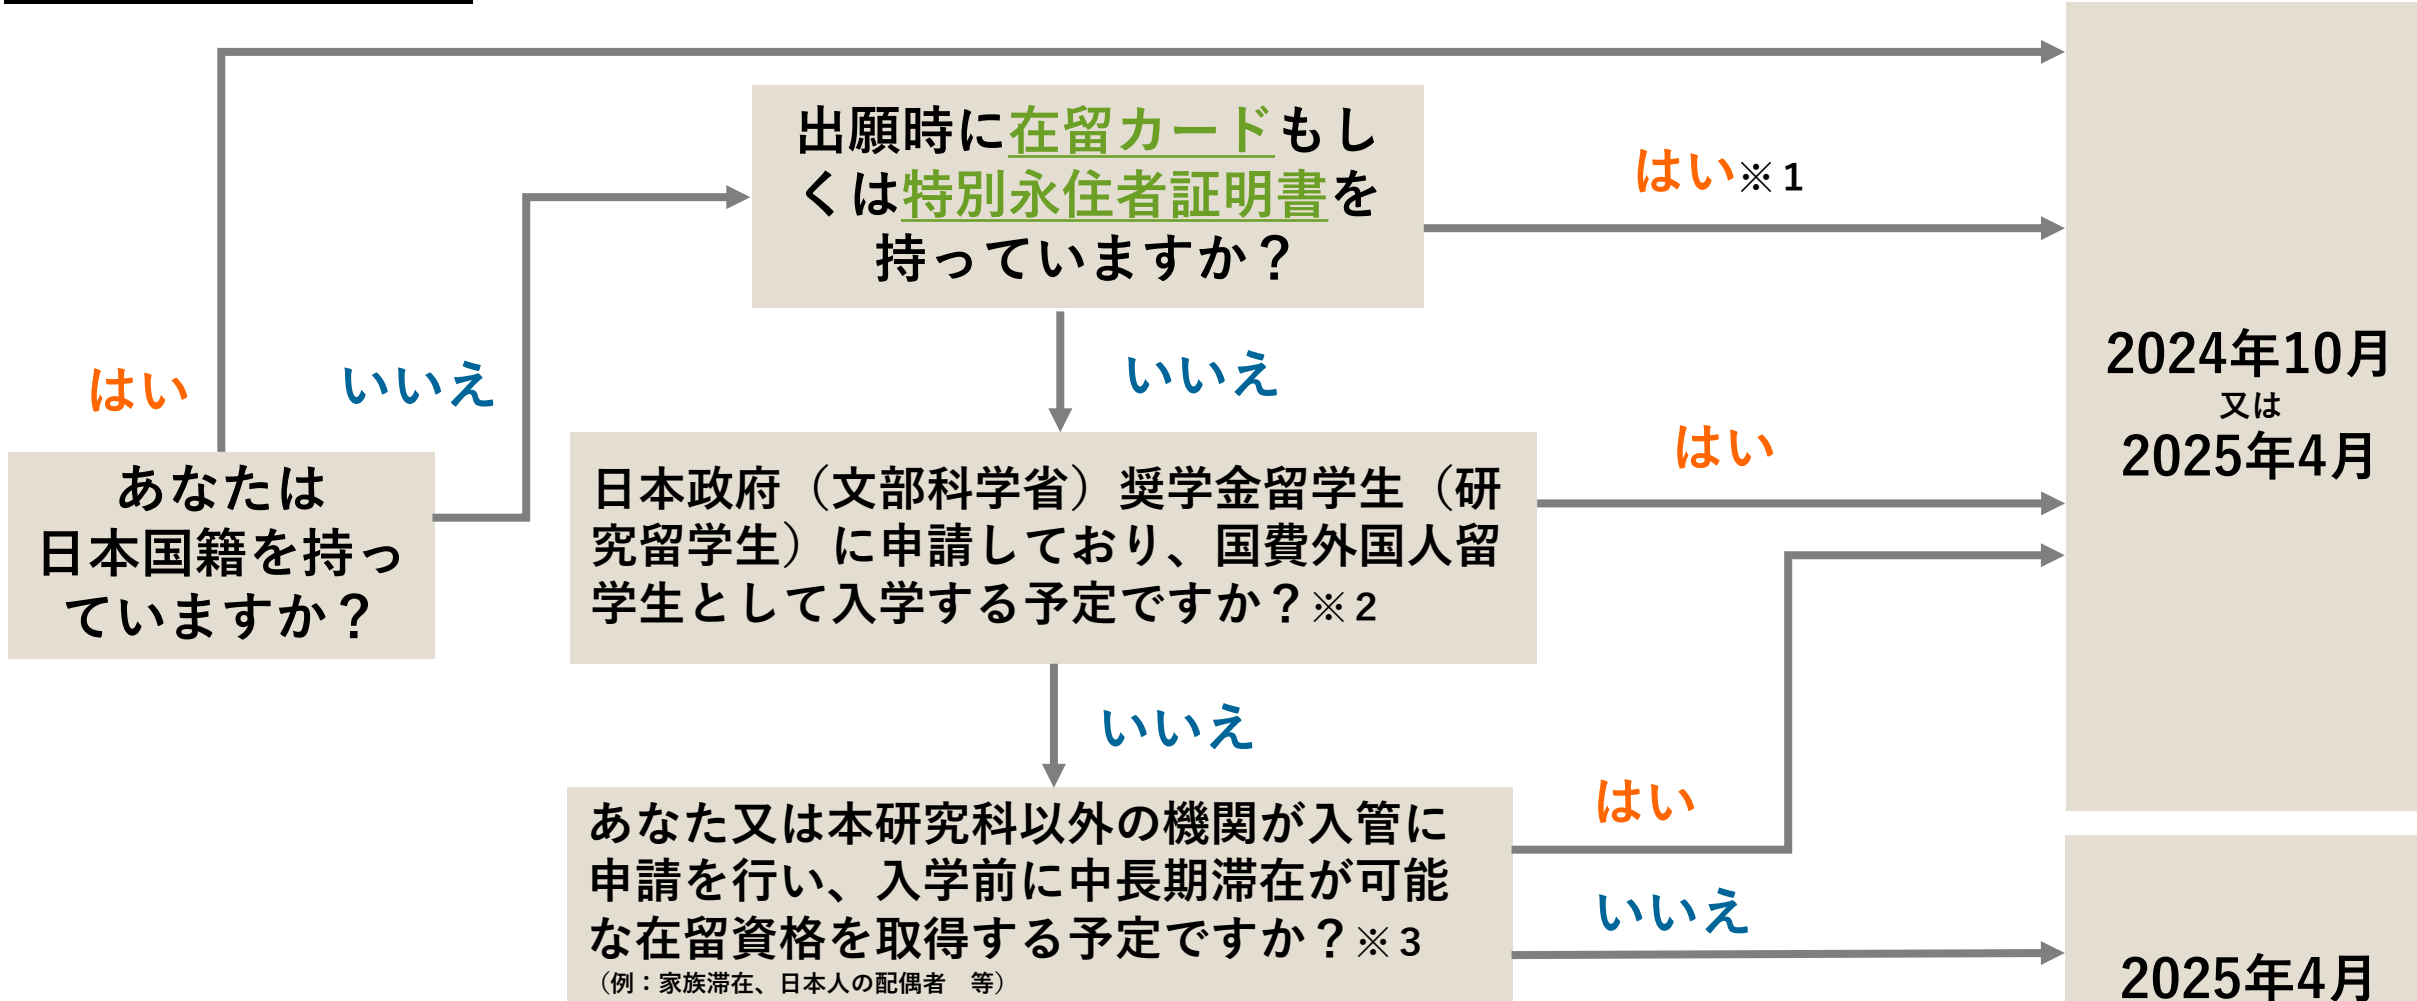 出願時に在留カードもし
くは特別永住者証明書を
持っていますか？
はい※１
はい
いいえ
いいえ
2024年10月
又は
2025年4月
はい
あなたは
日本国籍を持っ
ていますか？
日本政府（文部科学省）奨学金留学生（研
究留学生）に申請しており、国費外国人留
学生として入学する予定ですか？※２
いいえ
はい
あなた又は本研究科以外の機関が入管に
申請を行い、入学前に中長期滞在が可能
な在留資格を取得する予定ですか？※３
（例：家族滞在、日本人の配偶者　等）
いいえ
2025年4月